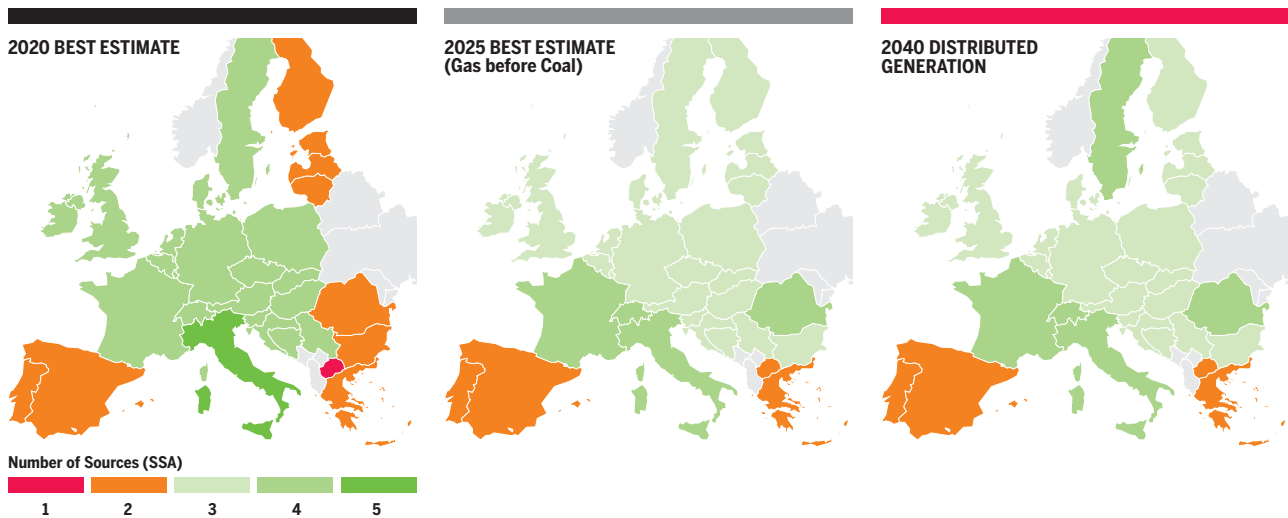 2020 BEST ESTIMATE
2025 BEST ESTIMATE
(Gas before Coal)
2040 DISTRIBUTED
GENERATION
Number of Sources (SSA)
1 2 3 4 5